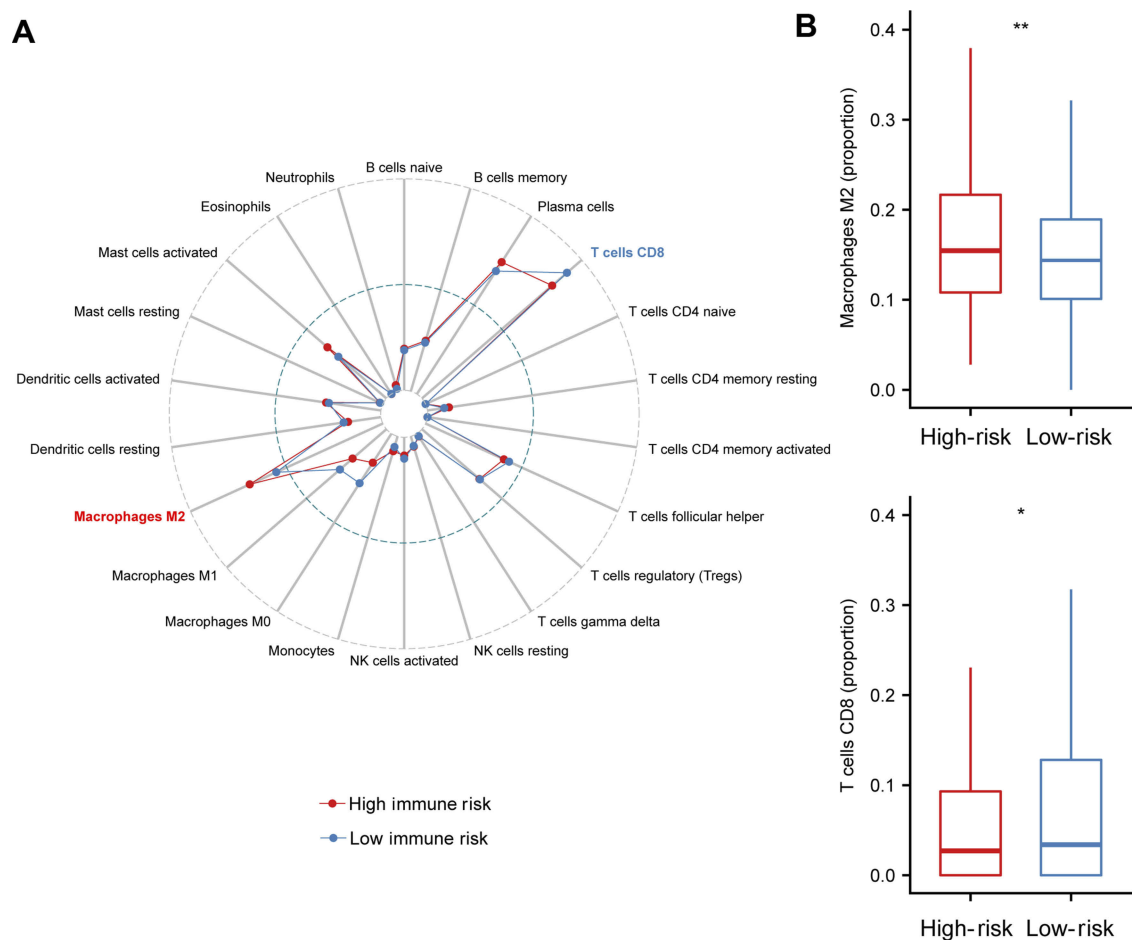 A
B cells naive
B cells memory
Plasma cells
T cells CD8
T cells CD4 naive
T cells CD4 memory resting
T cells CD4 memory activated
T cells follicular helper
T cells regulatory (Tregs)
T cells gamma delta
NK cells resting
NK cells activated
Monocytes
Macrophages M0
Macrophages M1
Macrophages M2
Dendritic cells resting
Dendritic cells activated
Mast cells resting
Mast cells activated
Eosinophils
Neutrophils
High immune risk
Low immune risk
B
Macrophages M2 (proportion)
0.4
0.3
0.2
0.1
0.0
**
High-risk Low-risk
T cells CD8 (proportion)
0.4
0.3
0.2
0.1
0.0
*
High-risk Low-risk